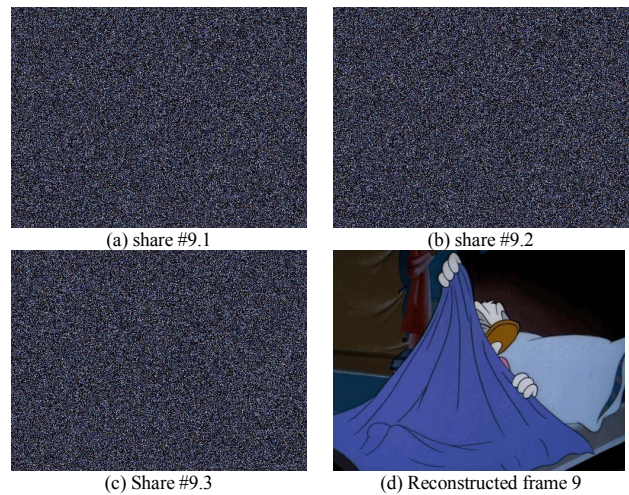 (a) share #9.1
(b) share #9.2
(c) Share #9.3
(d) Reconstructed frame 9